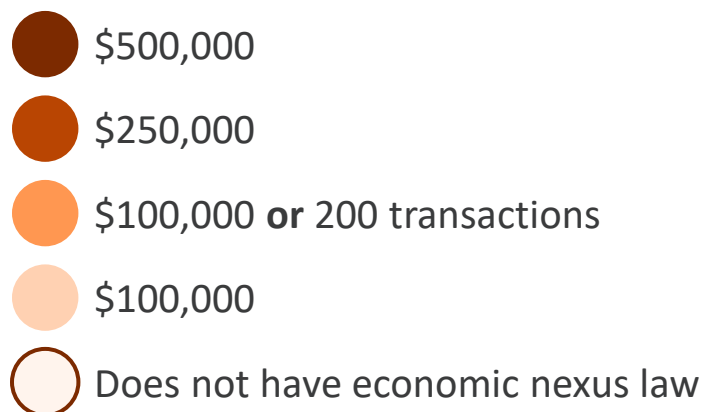 $500,000
$250,000
$100,000 or 200 transactions
$100,000
Does not have economic nexus law